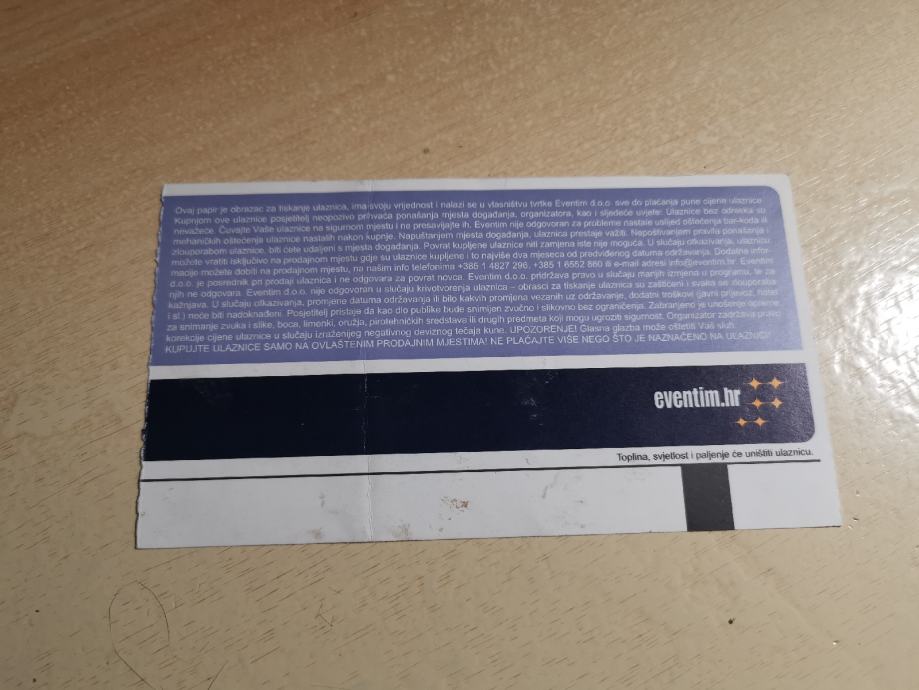 Ovaj papir je obrazac za tiskanje ulaznica, ima svoju vrijednost i nalazi se u vlasništvu tvrtke Eventim d.o.o. sve do plaćanja pune cijene ulaznice.
Kupnjom ove ulaznice posjetitelj neopozivo prihvaća ponašanja mjesta događanja, organizatora, kao i sljedeće uvjete: Ulaznice bez odreska su
nevažeće. Čuvajte Vaše ulaznice na sigurnom mjestu i ne presavijajte ih. Eventim nije odgovoran za probleme nastale uslijed oštećenja bar-koda ili
mehaničkih oštećenja ulaznice nastalih nakon kupnje. Napuštanjem mjesta događanja, ulaznica prestaje važiti. Nepoštivanjem pravila ponašanja i
zlouporabom ulaznice, biti ćete udaljeni s mjesta događanja. Povrat kupljene ulaznice niti zamjena iste nije moguća. U slučaju otkazivanja, ulaznicu
možete vratiti isključivo na prodajnom mjestu gdje su ulaznice kupljene i to najviše dva mjeseca od predviđenog datuma održavanja. Dodatne infor-
macije možete dobiti na prodajnom mjestu, na našim info telefonima +385 1 4827 296, +385 1 6552 860 ili e-mail adresi info@eventim.hr. Eventim
d.o.o. je posrednik pri prodaji ulaznica i ne odgovara za povrat novca. Eventim d.o.o. pridržava pravo u slučaju manjih izmjena u programu, te za
njih ne odgovara. Eventim d.o.o. nije odgovoran u slučaju krivotvorenja ulaznica – obrasci za tiskanje ulaznica su zaštićeni i svaka se zlouporaba
kažnjava. U slučaju otkazivanja, promjene datuma održavanja ili bilo kakvih promjena vezanih uz održavanje, dodatni troškovi (javni prijevoz, hotel
i sl.) neće biti nadoknađeni. Posjetitelj pristaje da kao dio publike bude snimljen zvučno i slikovno bez ograničenja. Zabranjeno je unošenje opreme
za snimanje zvuka i slike, boca, limenki, oružja, pirotehničkih sredstava ili drugih predmeta koji mogu ugroziti sigurnost. Organizator zadržava pravo
korekcije cijene ulaznice u slučaju izraženijeg negativnog deviznog tečaja kune. UPOZORENJE! Glasna glazba može oštetiti Vaš sluh.
KUPUJTE ULAZNICE SAMO NA OVLAŠTENIM PRODAJNIM MJESTIMA! NE PLAĆAJTE VIŠE NEGO ŠTO JE NAZNAČENO NA ULAZNICI!
eventim.hr
Toplina, svjetlost i paljenje će uništiti ulaznicu.